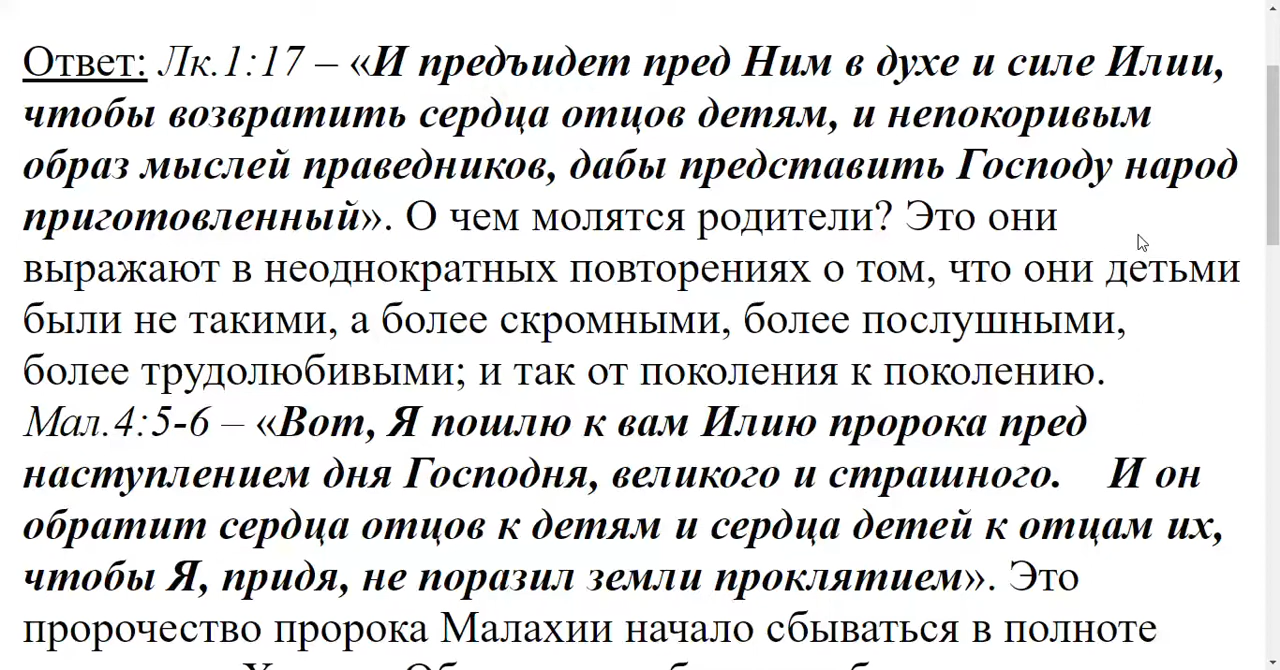 Ответ: Лк.1:17 – «И предъидет пред Ним в духе и силе Илии,
чтобы возвратить сердца отцов детям, и непокоривым
образ мыслей праведников, дабы представить Господу народ
приготовленный». О чем молятся родители? Это они
выражают в неоднократных повторениях о том, что они детьми
были не такими, а более скромными, более послушными,
более трудолюбивыми; и так от поколения к поколению.
Мал.4:5-6 – «Вот, Я пошлю к вам Илию пророка пред
наступлением дня Господня, великого и страшного. И он
обратит сердца отцов к детям и сердца детей к отцам их,
чтобы Я, придя, не поразил земли проклятием». Это
пророчество пророка Малахии начало сбываться в полноте